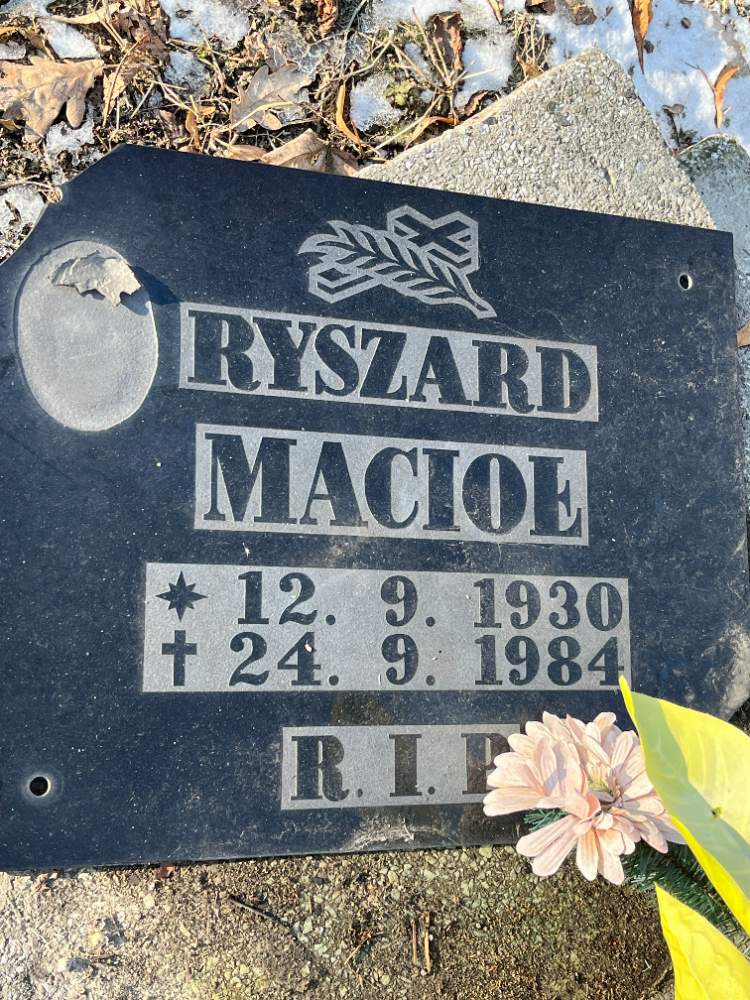 RYSZARD
MACIOŁ
* 12. 9. 1930
† 24. 9. 1984
R.I.P